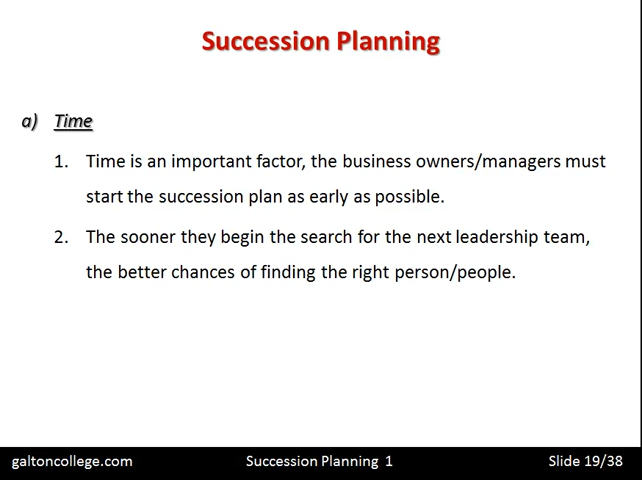 Succession Planning
a) Time
1. Time is an important factor, the business owners/managers must
start the succession plan as early as possible.
2. The sooner they begin the search for the next leadership team,
the better chances of finding the right person/people.
galtoncollege.com Succession Planning 1 Slide 19/38